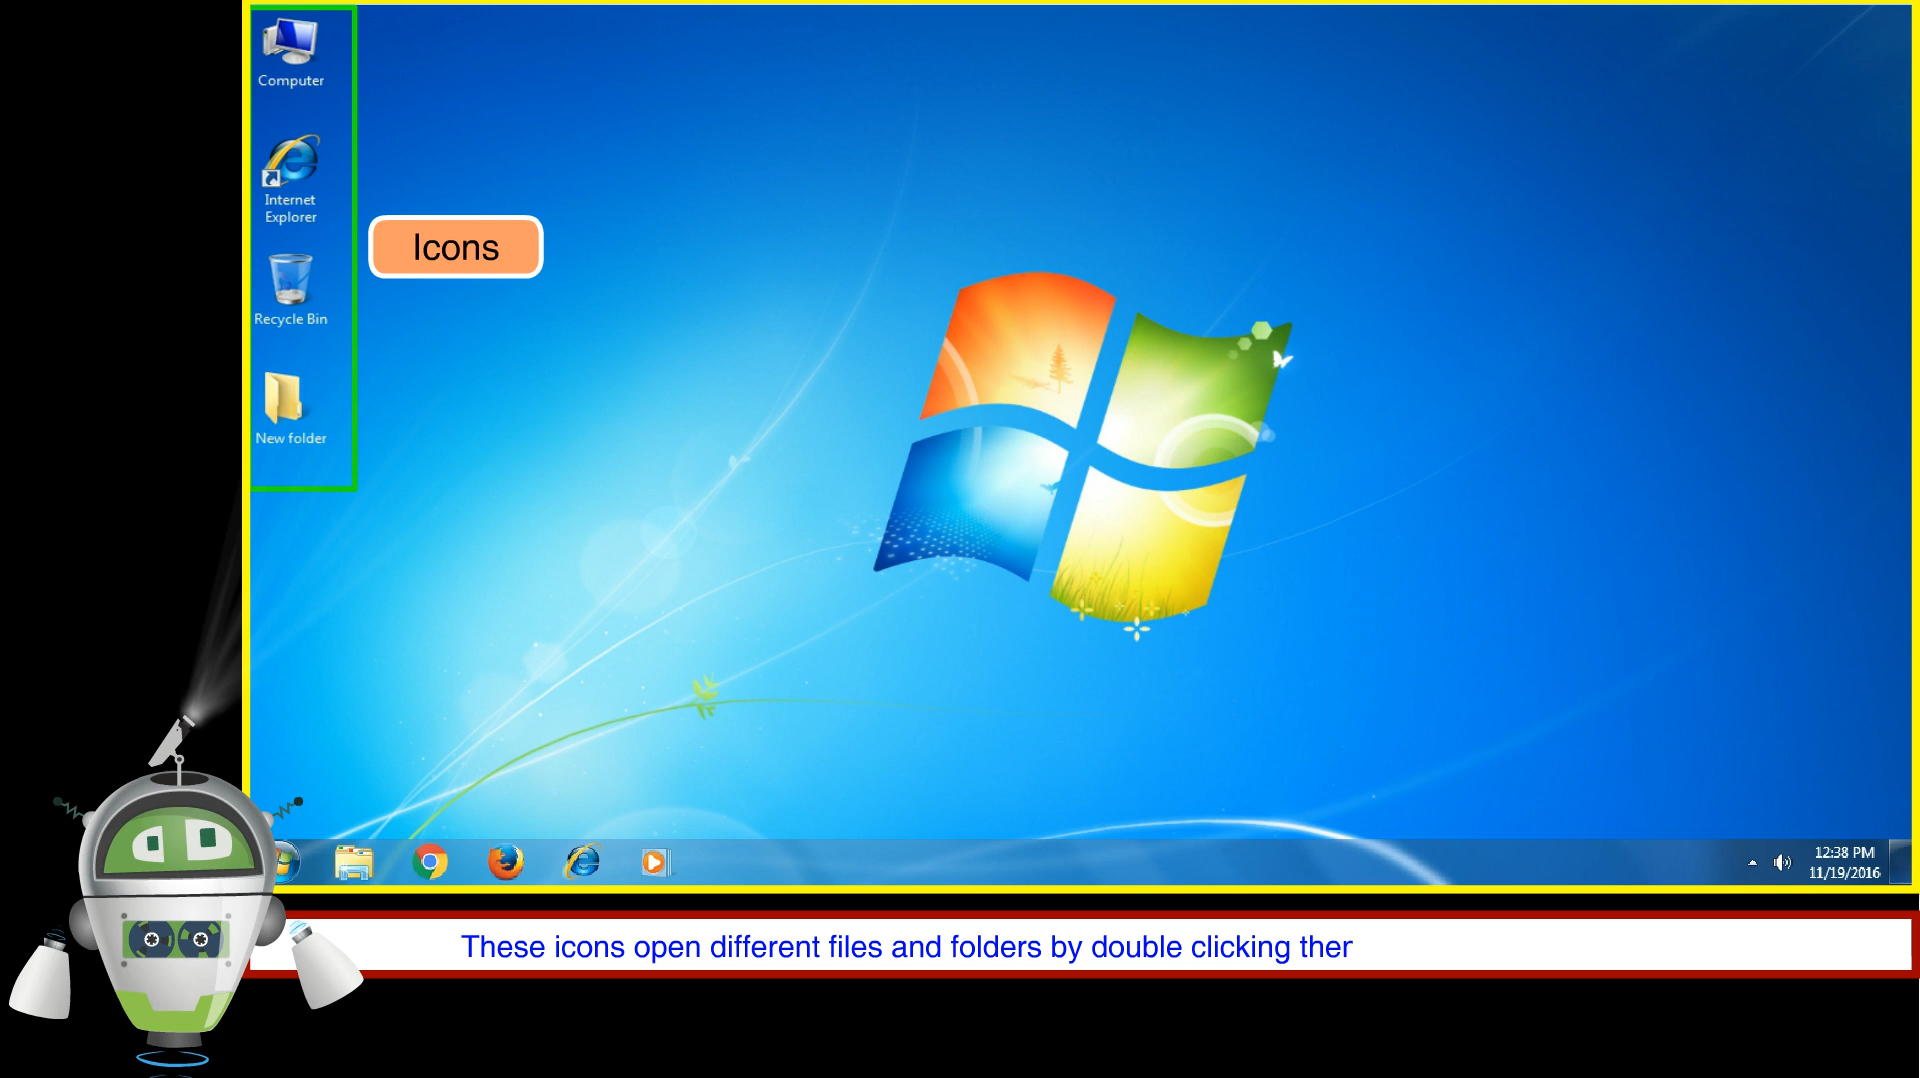 Computer
Internet
Explorer
Icons
Recycle Bin
New folder
12:38 PM
11/19/2016
These icons open different files and folders by double clicking